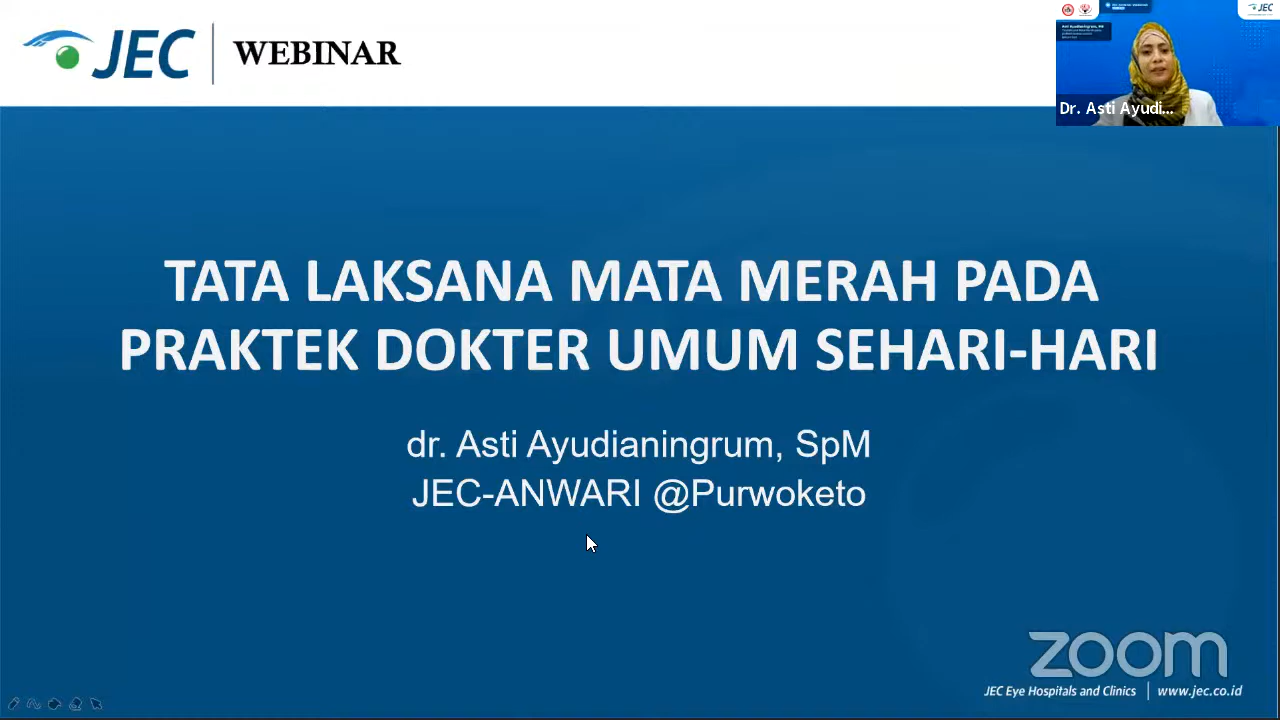 JEC
WEBINAR
JEC
Dr. Asti Ayudi...
TATA LAKSANA MATA MERAH PADA
PRAKTEK DOKTER UMUM SEHARI-HARI
dr. Asti Ayudianingrum, SpM
JEC-ANWARI @Purwoketo
zoom
JEC Eye Hospitals and Clinics | www.jec.co.id